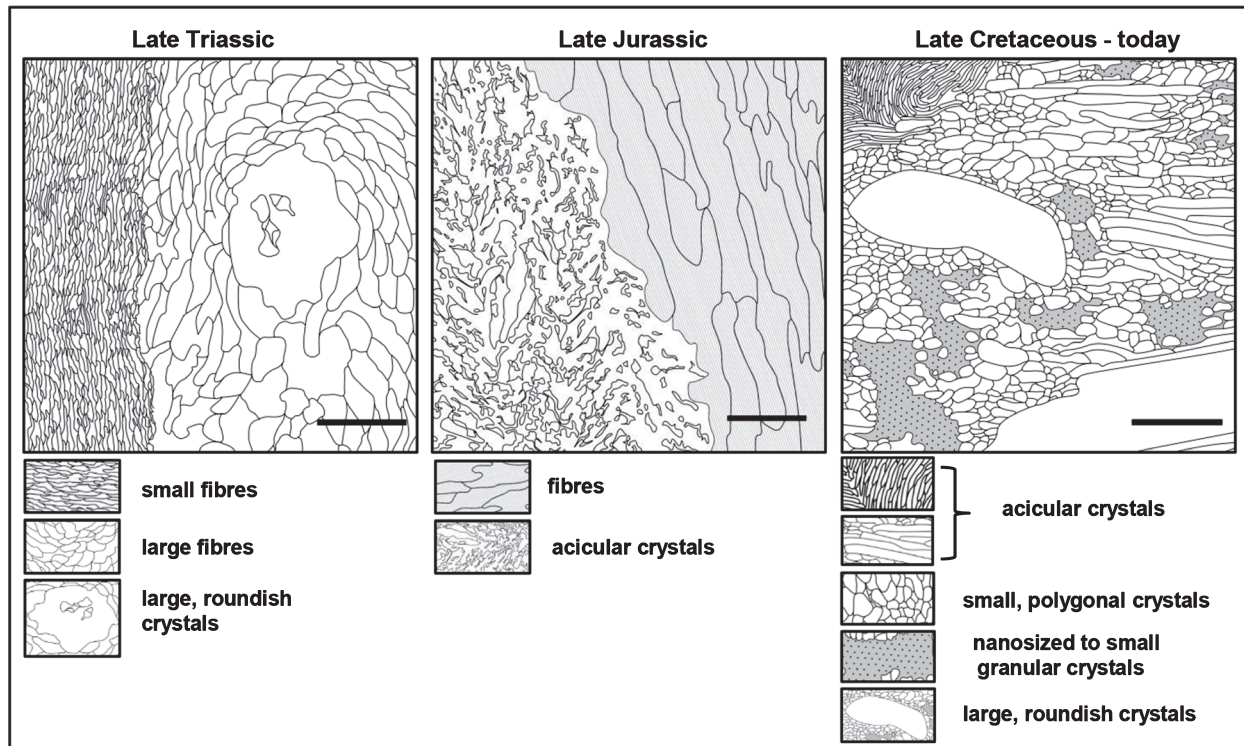 Late Triassic
Late Jurassic
Late Cretaceous - today
small fibres
large fibres
large, roundish
crystals
fibres
acicular crystals
acicular crystals
small, polygonal crystals
nanosized to small
granular crystals
large, roundish crystals